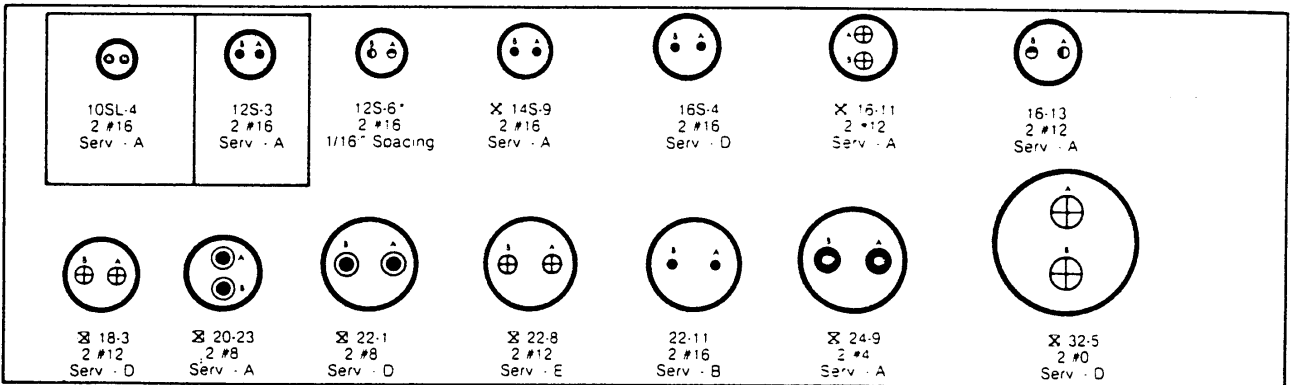 B A
B A
B A
B A
A
B
B A
10SL-4
2 #16
Serv. - A
12S-3
2 #16
Serv. - A
12S-6*
2 #16
1/16" Spacing
14S-9
2 #16
Serv. - A
16S-4
2 #16
Serv. - D
16-11
2 #12
Serv. - A
16-13
2 #12
Serv. - A
B A
A
B
B A
B A
B A
B A
A
B
18-3
2 #12
Serv. - D
20-23
2 #8
Serv. - A
22-1
2 #8
Serv. - D
22-8
2 #12
Serv. - E
22-11
2 #16
Serv. - B
24-9
2 #4
Serv. - A
32-5
2 #0
Serv. - D